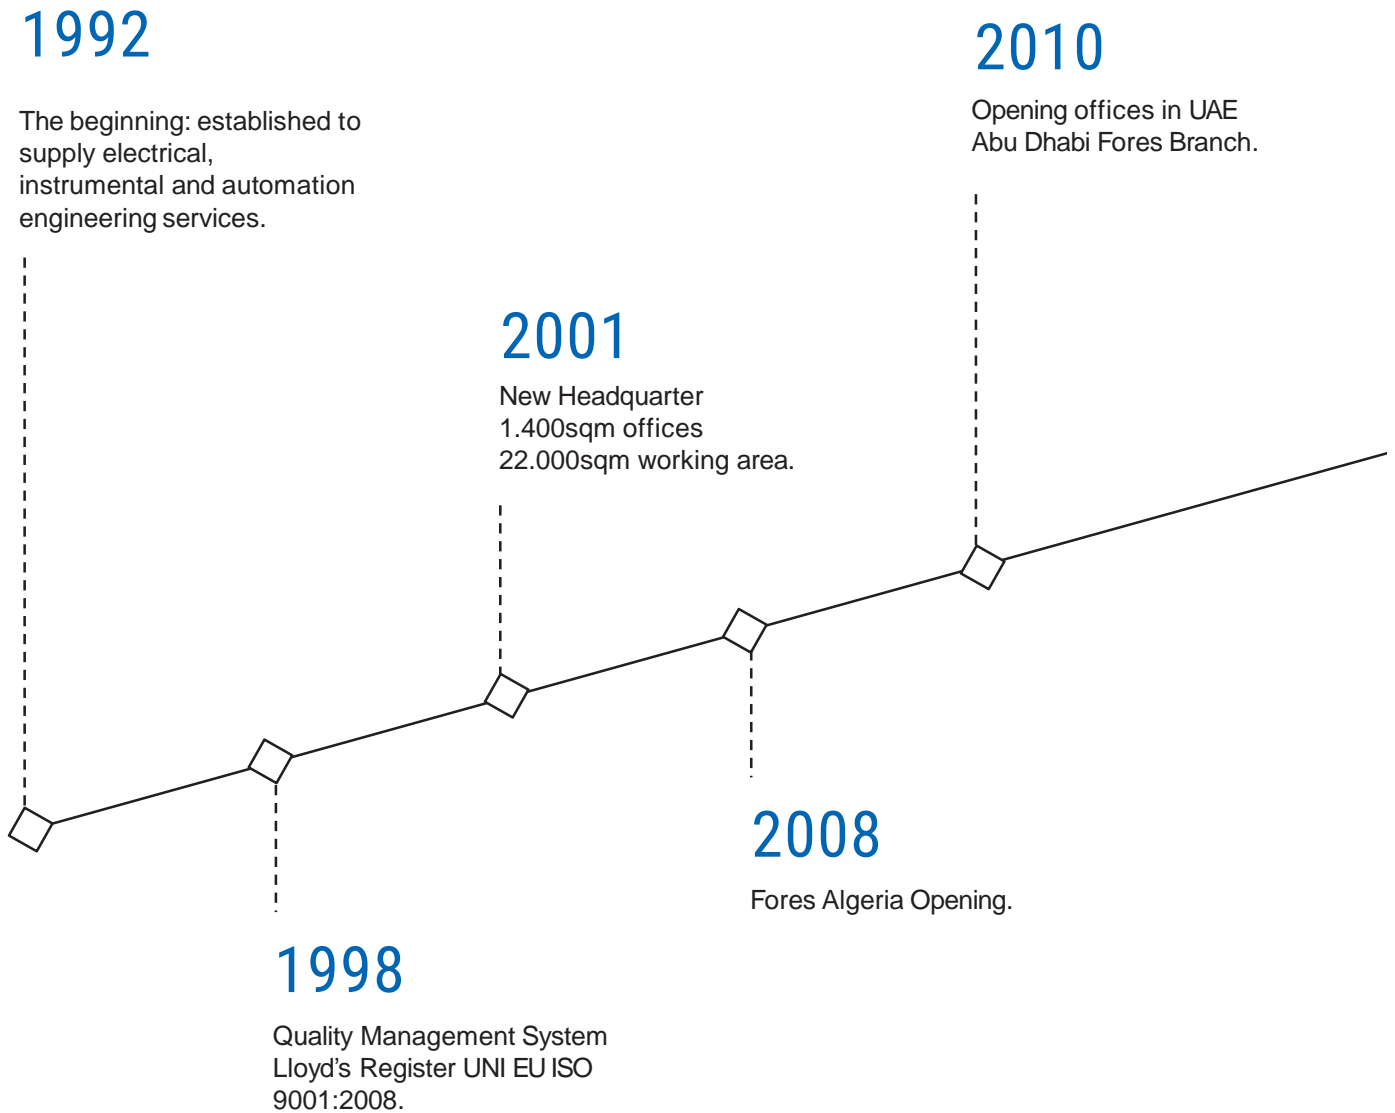 1992
The beginning: established to
supply electrical,
instrumental and automation
engineering services.
1998
Quality Management System
Lloyd’s Register UNI EU ISO
9001:2008.
2001
New Headquarter
1.400sqm offices
22.000sqm working area.
2008
Fores Algeria Opening.
2010
Opening offices in UAE
Abu Dhabi Fores Branch.